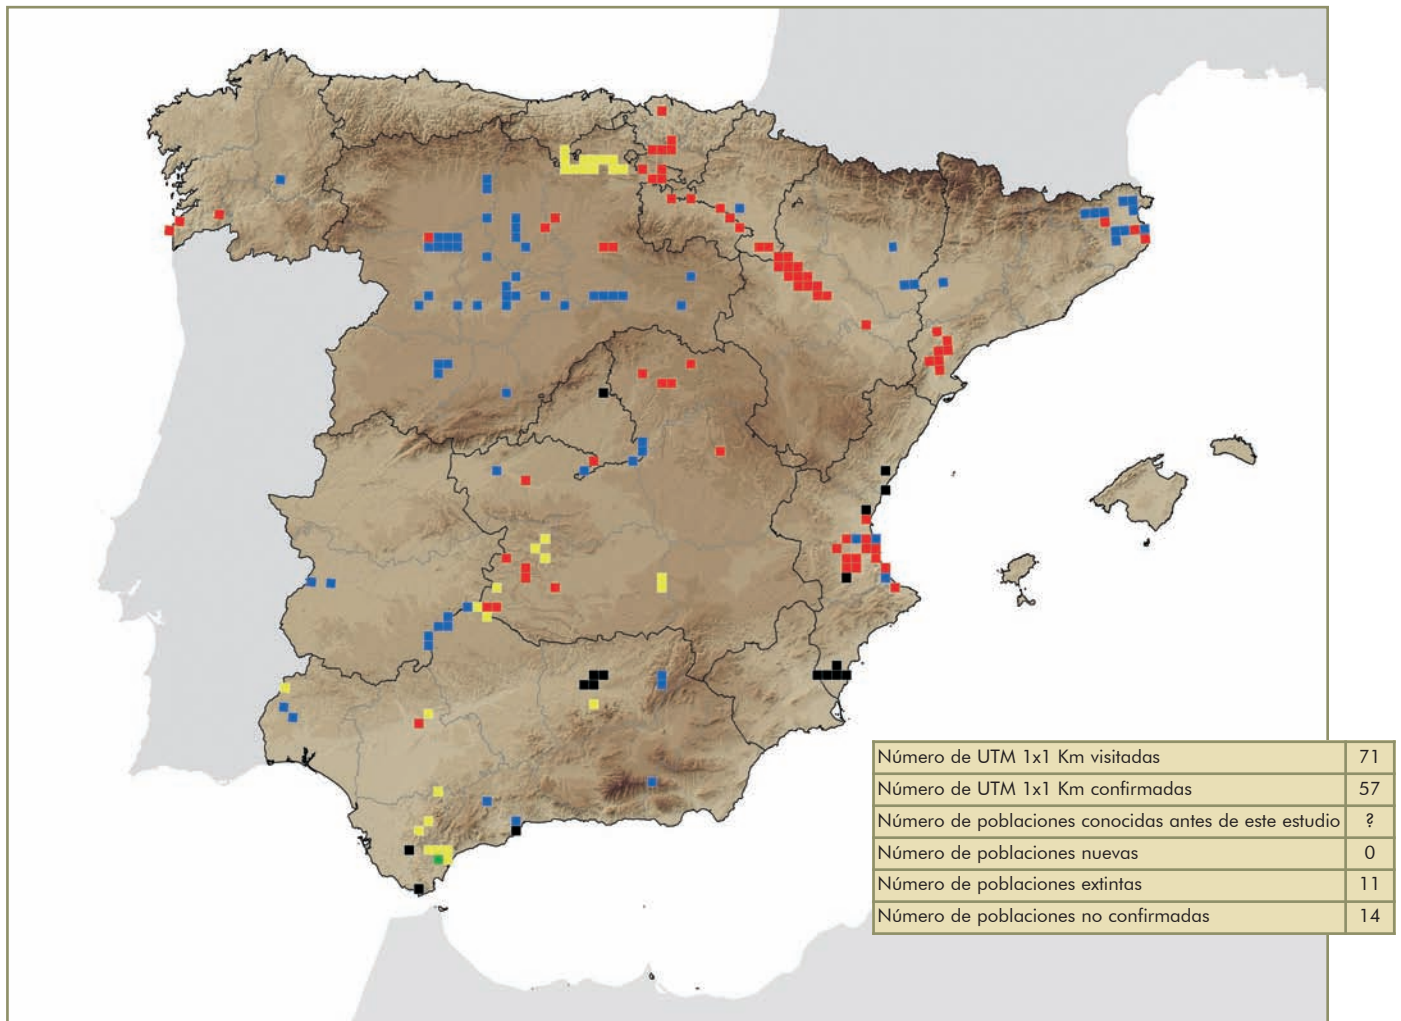 Número de UTM 1x1 Km visitadas 71
Número de UTM 1x1 Km confirmadas 57
Número de poblaciones conocidas antes de este estudio ?
Número de poblaciones nuevas 0
Número de poblaciones extintas 11
Número de poblaciones no confirmadas 14